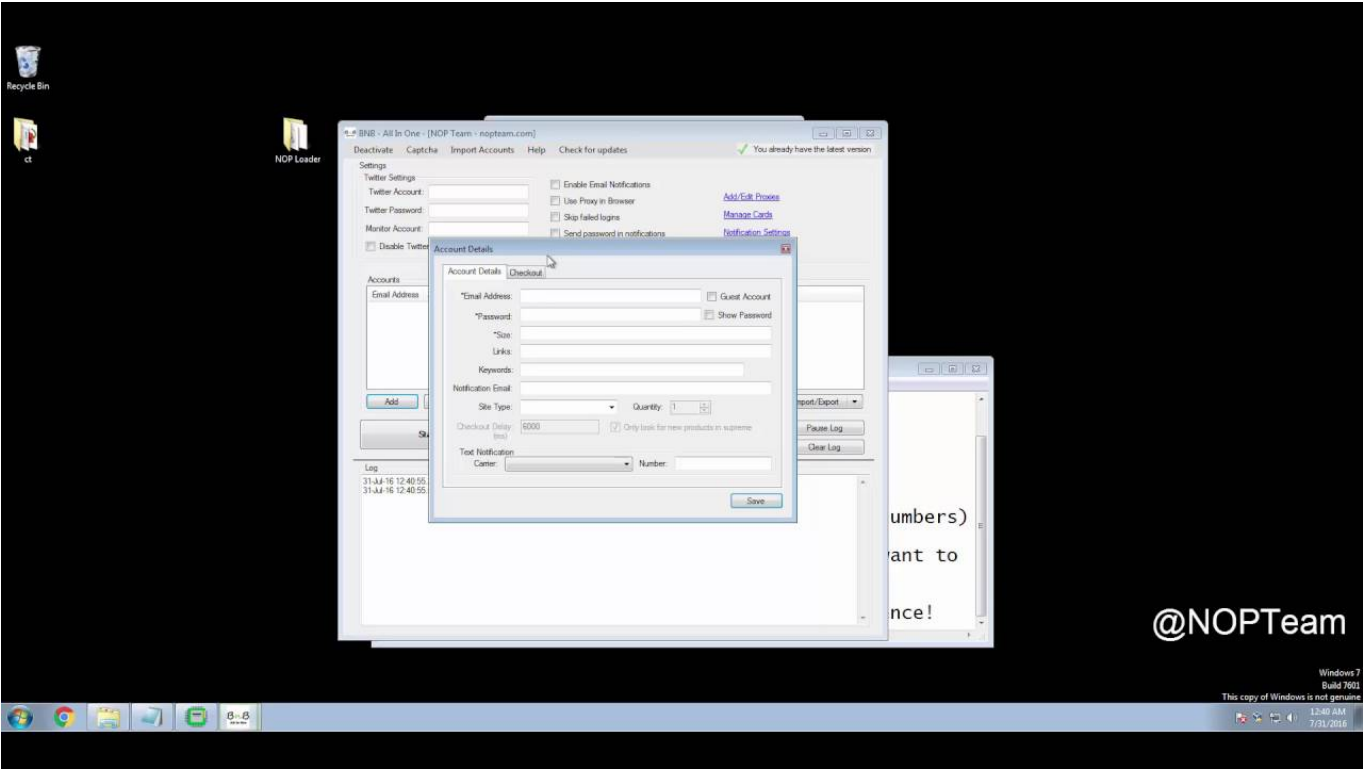 Recycle Bin
ct
NOP Loader
BNB - All In One - [NOP Team - nopteam.com]
Deactivate Captcha Import Accounts Help Check for updates You already have the latest version
Settings
Twitter Settings
Twitter Account:
Twitter Password:
Monitor Account:
Disable Twitter
Enable Email Notifications
Use Proxy in Browser
Skip failed logins
Send password in notifications
Add/Edit Proxies
Manage Cards
Notification Settings
Accounts
Email Address
Add
Account Details
Account Details Checkout
*Email Address: Guest Account
*Password: Show Password
*Size:
Links:
Keywords:
Notification Email:
Site Type: Quantity: 1
Checkout Delay (ms) 6000 Only look for new products in supreme
Text Notification
Carrier: Number:
Save
mport/Export
Pause Log
Clear Log
Log
31-Jul-16 12:40:55
31-Jul-16 12:40:55
umbers)
ant to
nce!
@NOPTeam
Windows 7
Build 7601
This copy of Windows is not genuine
BnB
12:40 AM
7/31/2016